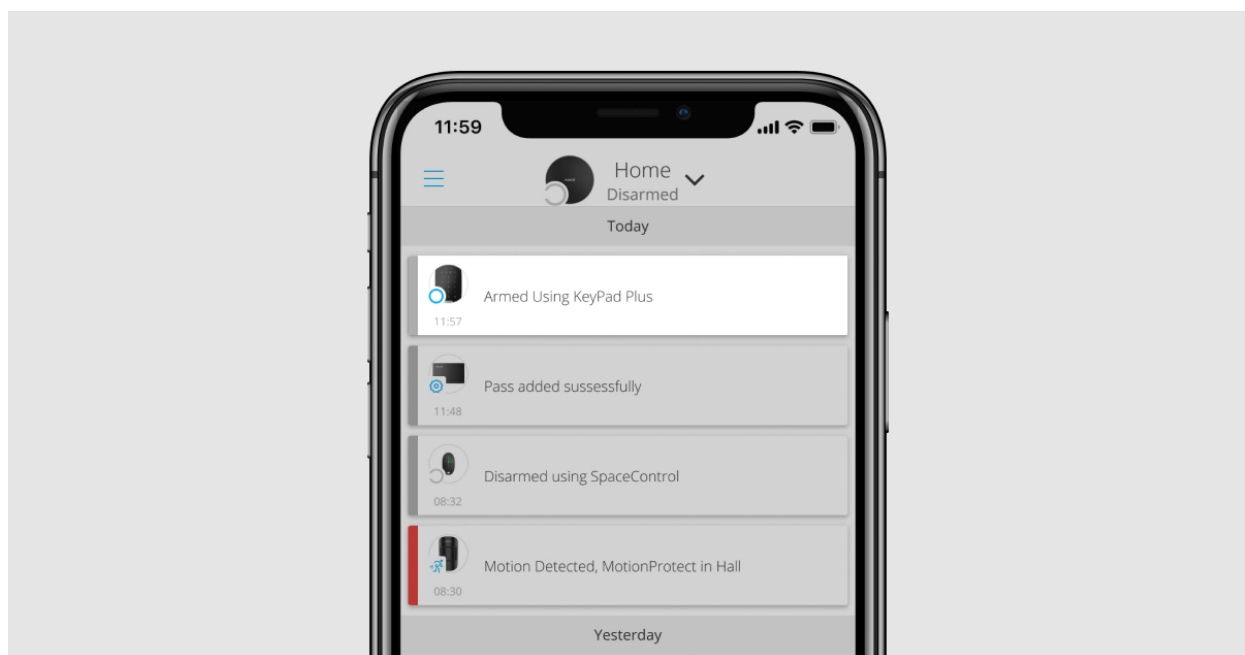 11:59
Home
Disarmed
Today
Armed Using KeyPad Plus
11:57
Pass added sussessfully
11:48
Disarmed using SpaceControl
08:32
Motion Detected, MotionProtect in Hall
08:30
Yesterday